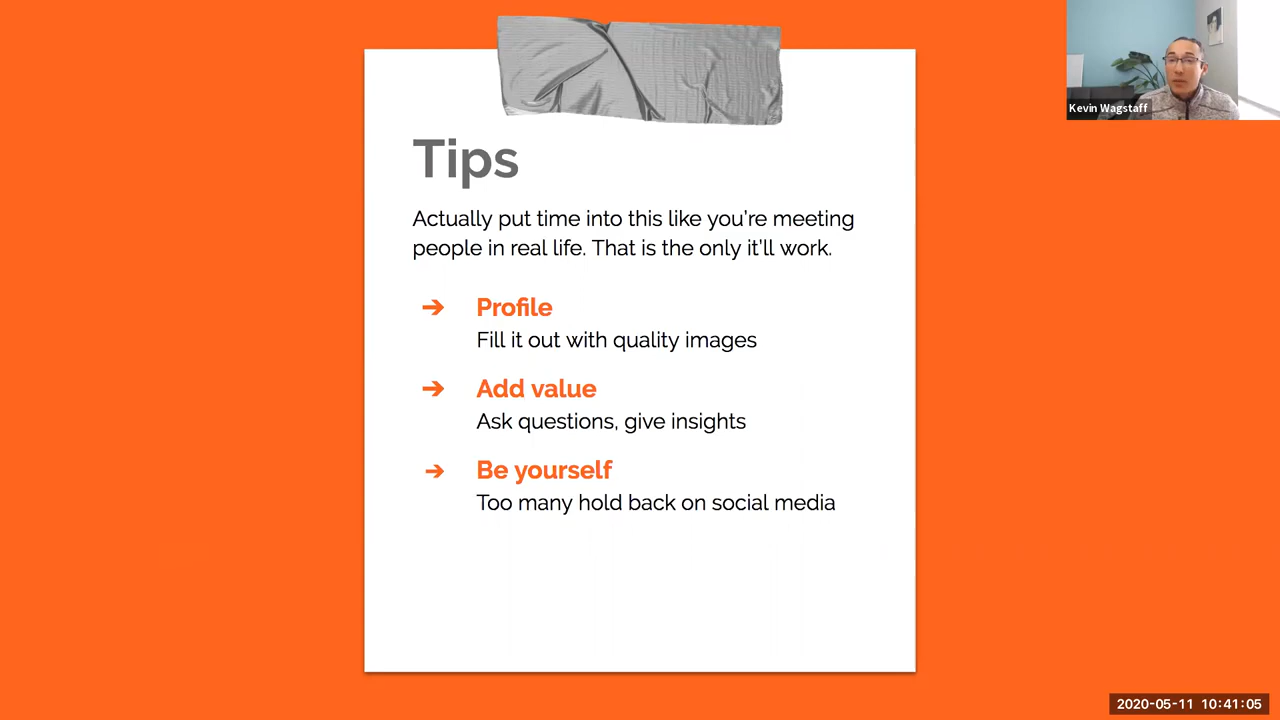 Kevin Wagstaff
Tips
Actually put time into this like you're meeting
people in real life. That is the only it'll work.
➔ Profile
Fill it out with quality images
➔ Add value
Ask questions, give insights
➔ Be yourself
Too many hold back on social media
2020-05-11 10:41:05